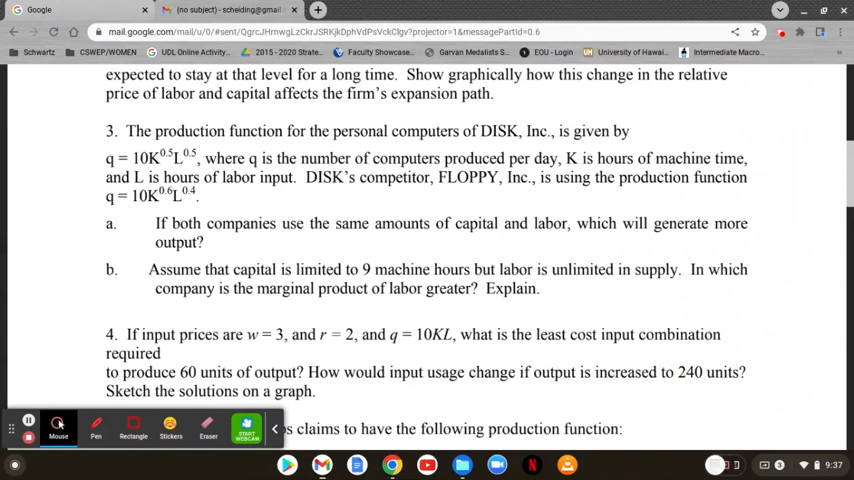 Google
(no subject) - scheiding@gmail
mail.google.com/mail/u/0/#sent/QgrcJHrnwgLzCkrJSRKjkDphVdPsVckClgv?projector=1&messagePartId=0.6
Schwartz
CSWEP/WOMEN
UDL Online Activity...
2015 - 2020 Strate...
Faculty Showcase...
Garvan Medalists S...
EOU - Login
University of Hawai...
Intermediate Macro...
expected to stay at that level for a long time. Show graphically how this change in the relative
price of labor and capital affects the firm's expansion path.
3. The production function for the personal computers of DISK, Inc., is given by
q = 10K0.5L0.5, where q is the number of computers produced per day, K is hours of machine time,
and L is hours of labor input. DISK's competitor, FLOPPY, Inc., is using the production function
q = 10K0.6L0.4.
a. If both companies use the same amounts of capital and labor, which will generate more
output?
b. Assume that capital is limited to 9 machine hours but labor is unlimited in supply. In which
company is the marginal product of labor greater? Explain.
4. If input prices are w = 3, and r = 2, and q = 10KL, what is the least cost input combination
required
to produce 60 units of output? How would input usage change if output is increased to 240 units?
Sketch the solutions on a graph.
claims to have the following production function:
Mouse
Pen
Rectangle
Stickers
Eraser
START
WEBCAM
3
9:37